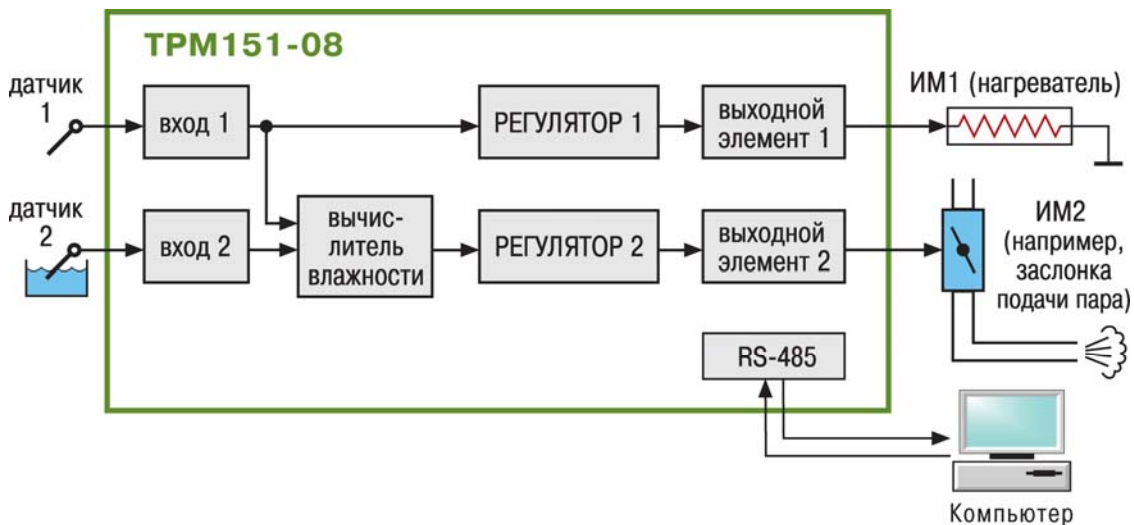 ТРМ151-08
датчик
1
вход 1
РЕГУЛЯТОР 1
выходной
элемент 1
ИМ1 (нагреватель)
датчик
2
вход 2
вычис-
литель
влажности
РЕГУЛЯТОР 2
выходной
элемент 2
ИМ2
(например,
заслонка
подачи пара)
RS-485
Компьютер